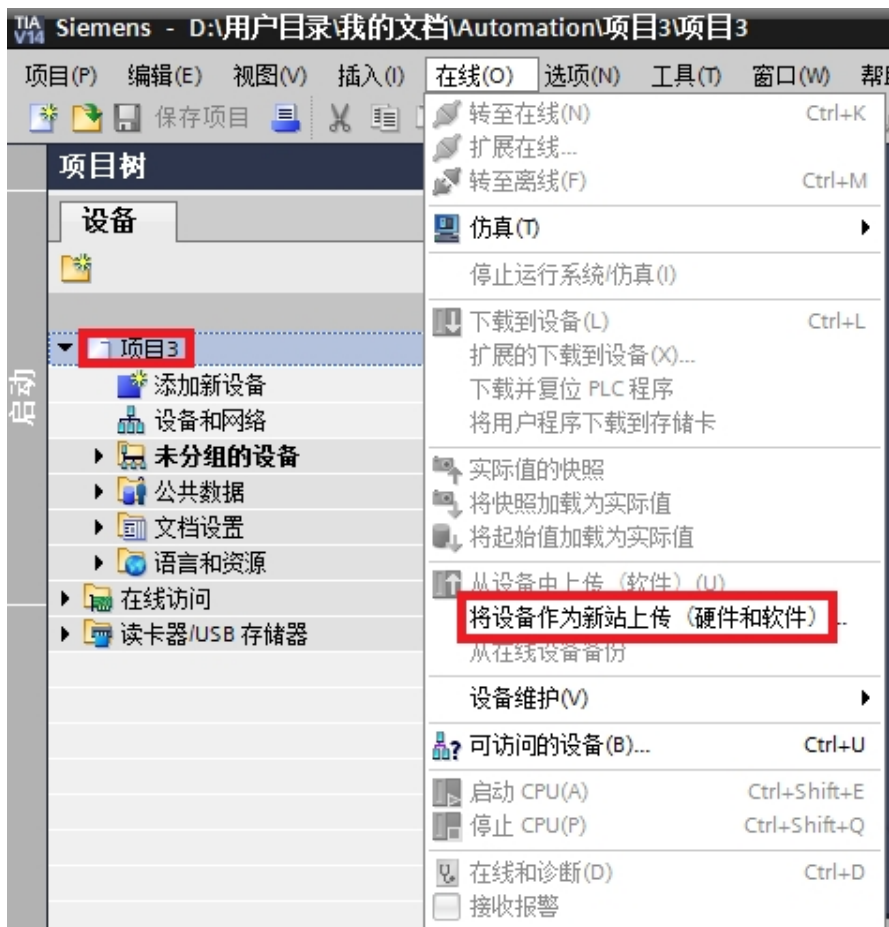 TIA V14 Siemens - D:\用户目录\我的文档\Automation\项目3\项目3
项目(P) 编辑(E) 视图(V) 插入(I) 在线(O) 选项(N) 工具(T) 窗口(W)
保存项目
项目树
设备
启动
项目3
添加新设备
设备和网络
未分组的设备
公共数据
文档设置
语言和资源
在线访问
读卡器/USB 存储器
转至在线(N) Ctrl+K
扩展在线...
转至离线(F) Ctrl+M
仿真(T)
停止运行系统/仿真(I)
下载到设备(L) Ctrl+L
扩展的下载到设备(X)...
下载并复位 PLC 程序
将用户程序下载到存储卡
实际值的快照
将快照加载为实际值
将起始值加载为实际值
从设备中上传（软件）(U)
将设备作为新站上传（硬件和软件）...
从在线设备备份
设备维护(V)
可访问的设备(B)... Ctrl+U
启动 CPU(A) Ctrl+Shift+E
停止 CPU(P) Ctrl+Shift+Q
在线和诊断(D) Ctrl+D
接收报警